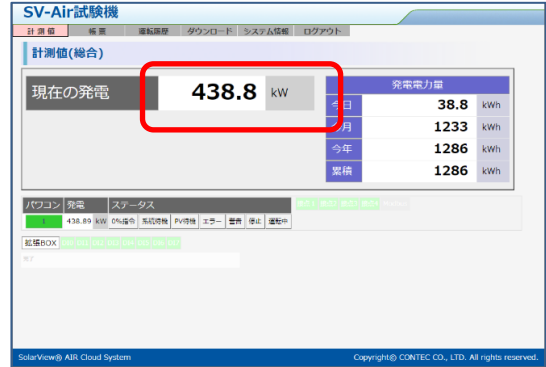 SV-Air試験機
計測値 帳票 運転履歴 ダウンロード システム情報 ログアウト
計測値(総合)
現在の発電 438.8 kW
発電電力量
今日 38.8 kWh
今月 1233 kWh
今年 1286 kWh
累積 1286 kWh
パワコン 発電 ステータス
1 438.89 kW 0%指令 系統待機 PV待機 エラー 警告 停止 運転中
拡張BOX
SolarView® AIR Cloud System
Copyright© CONTEC CO., LTD. All rights reserved.